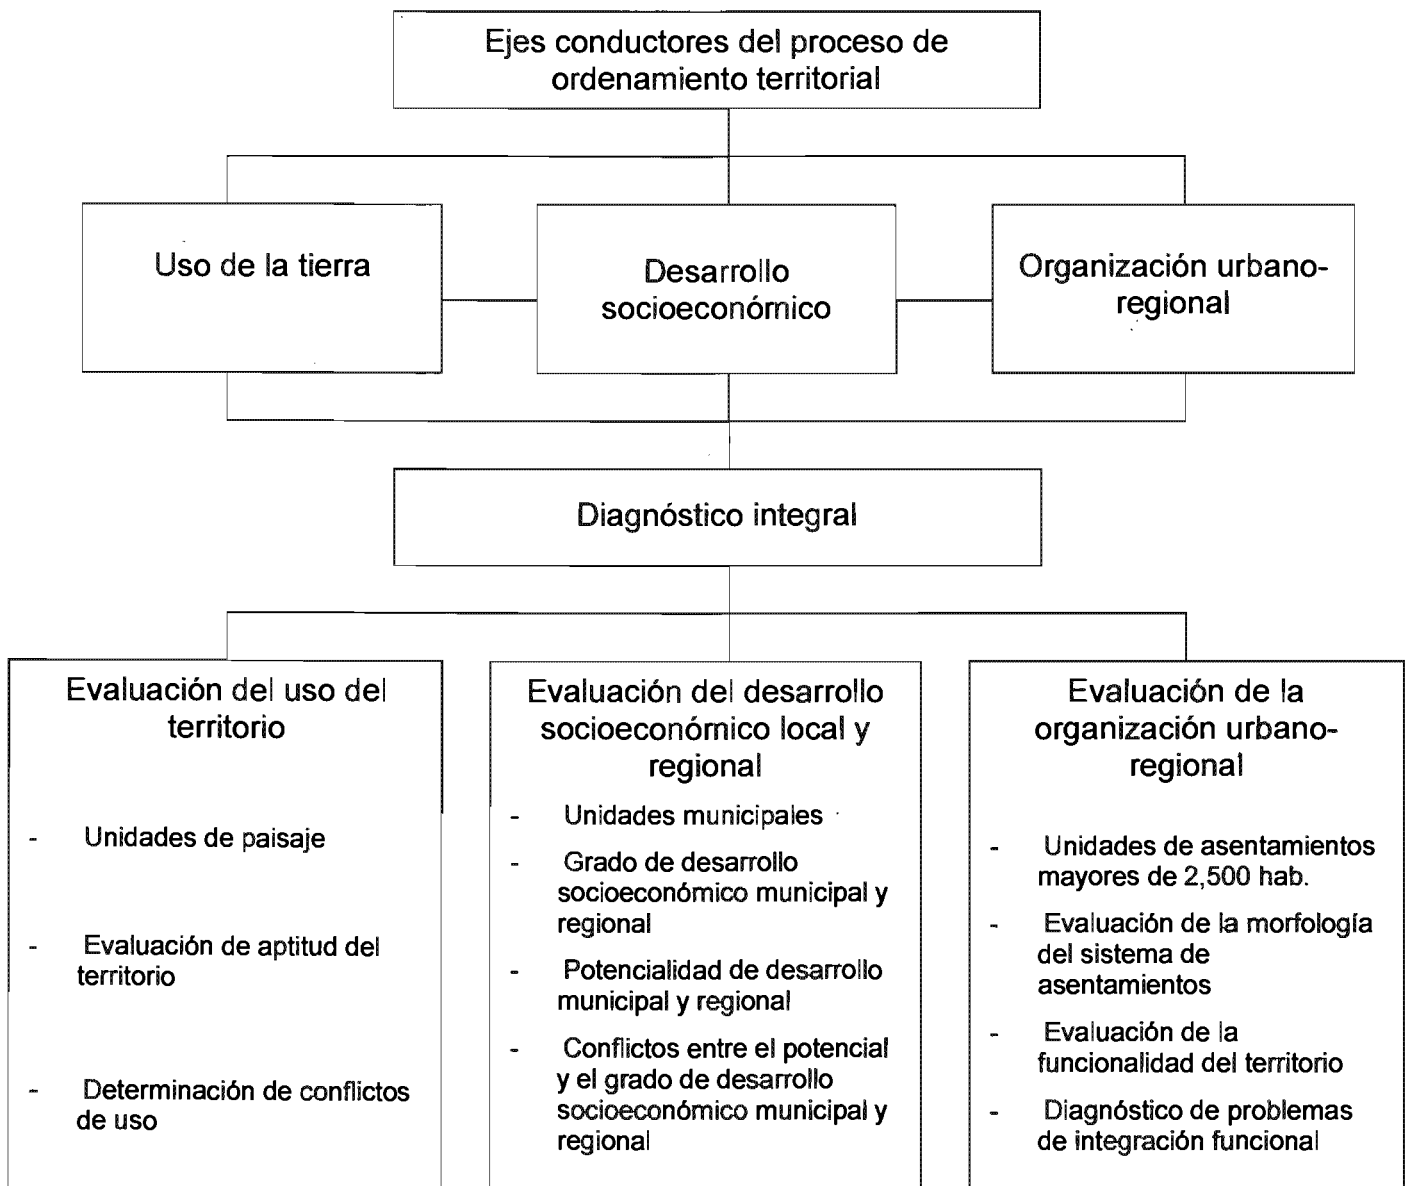 Ejes conductores del proceso de
ordenamiento territorial
Uso de la tierra
Desarrollo
socioeconómico
Organización urbano-
regional
Diagnóstico integral
Evaluación del uso del
territorio
- Unidades de paisaje
- Evaluación de aptitud del
territorio
- Determinación de conflictos
de uso
Evaluación del desarrollo
socioeconómico local y
regional
- Unidades municipales
- Grado de desarrollo
socioeconómico municipal y
regional
- Potencialidad de desarrollo
municipal y regional
- Conflictos entre el potencial
y el grado de desarrollo
socioeconómico municipal y
regional
Evaluación de la
organización urbano-
regional
- Unidades de asentamientos
mayores de 2,500 hab.
- Evaluación de la morfología
del sistema de
asentamientos
- Evaluación de la
funcionalidad del territorio
- Diagnóstico de problemas
de integración funcional